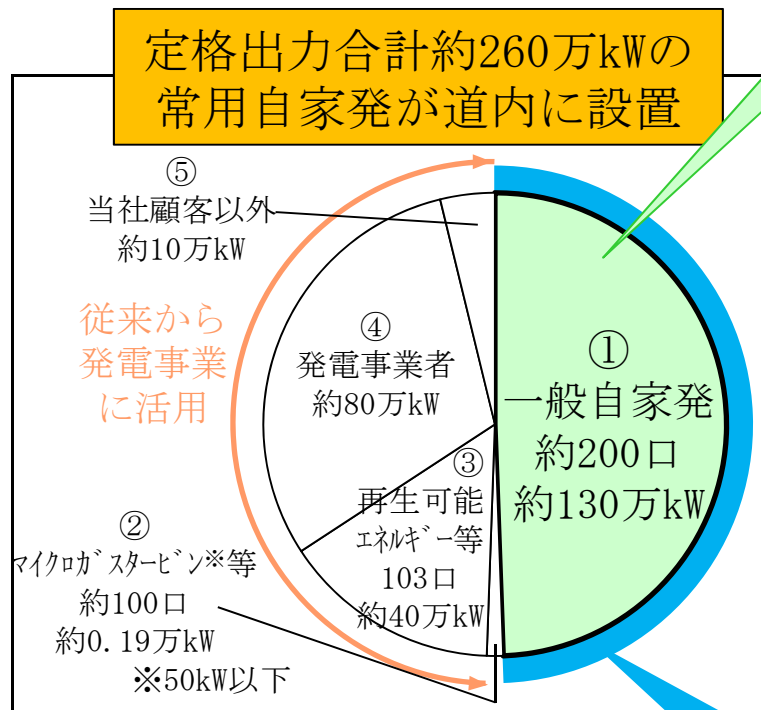 定格出力合計約260万kWの
常用自家発が道内に設置
⑤
当社顧客以外
約10万kW
従来から
発電事業
に活用
④
発電事業者
約80万kW
①
一般自家発
約200口
約130万kW
③
再生可能
エネルギー等
103口
約40万kW
②
マイクロガスタービン※等
約100口
約0.19万kW
※50kW以下